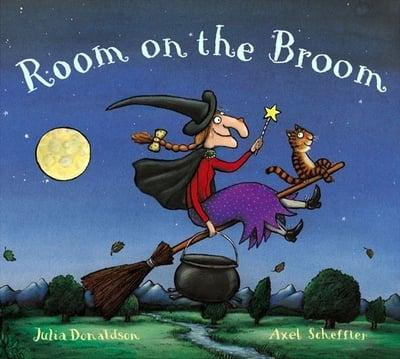 Room on the Broom
Julia Donaldson
Axel Scheffler